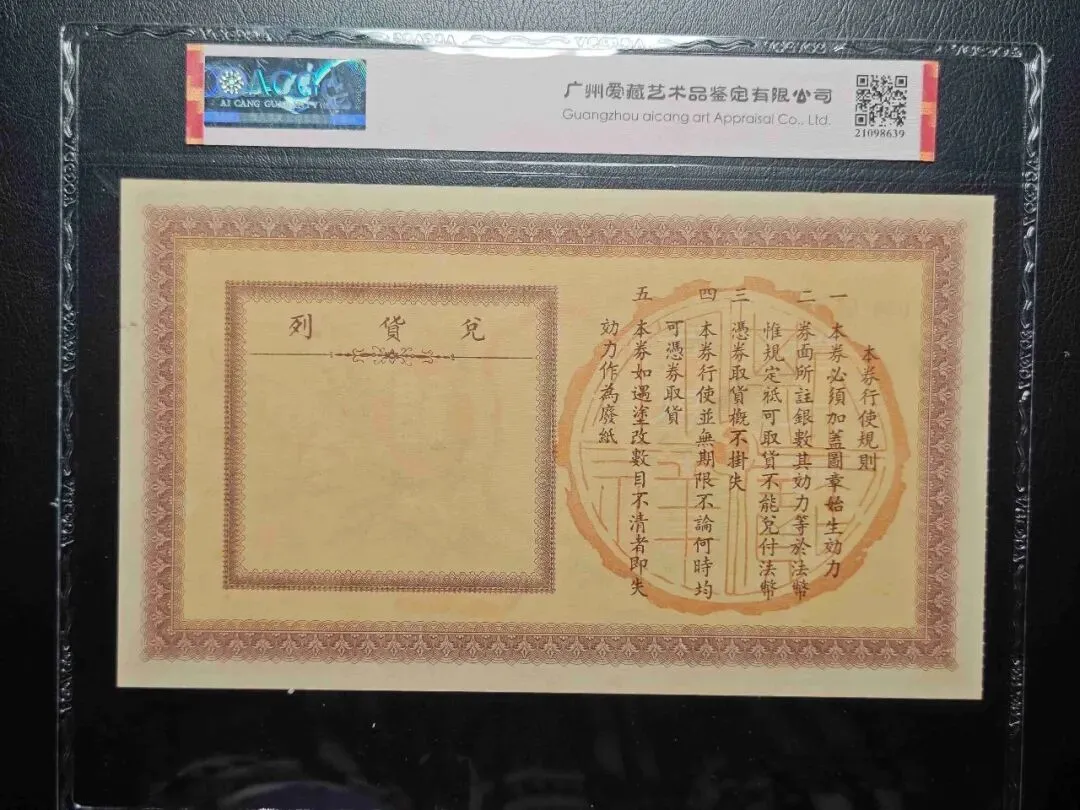 AI CANG GUANGZHOU
广州爱藏艺术品鉴定有限公司
Guangzhou aicang art Appraisal Co., Ltd.
21098639
兌貨列
本券行使規則
一 本券必須加蓋圖章始生効力
二 券面所註銀數其効力等於法幣
惟規定祇可取貨不能兌付法幣
三 憑券取貨概不掛失
四 本券行使並無期限不論何時均
可憑券取貨
五 本券如遇塗改數目不清者即失
効力作為廢紙